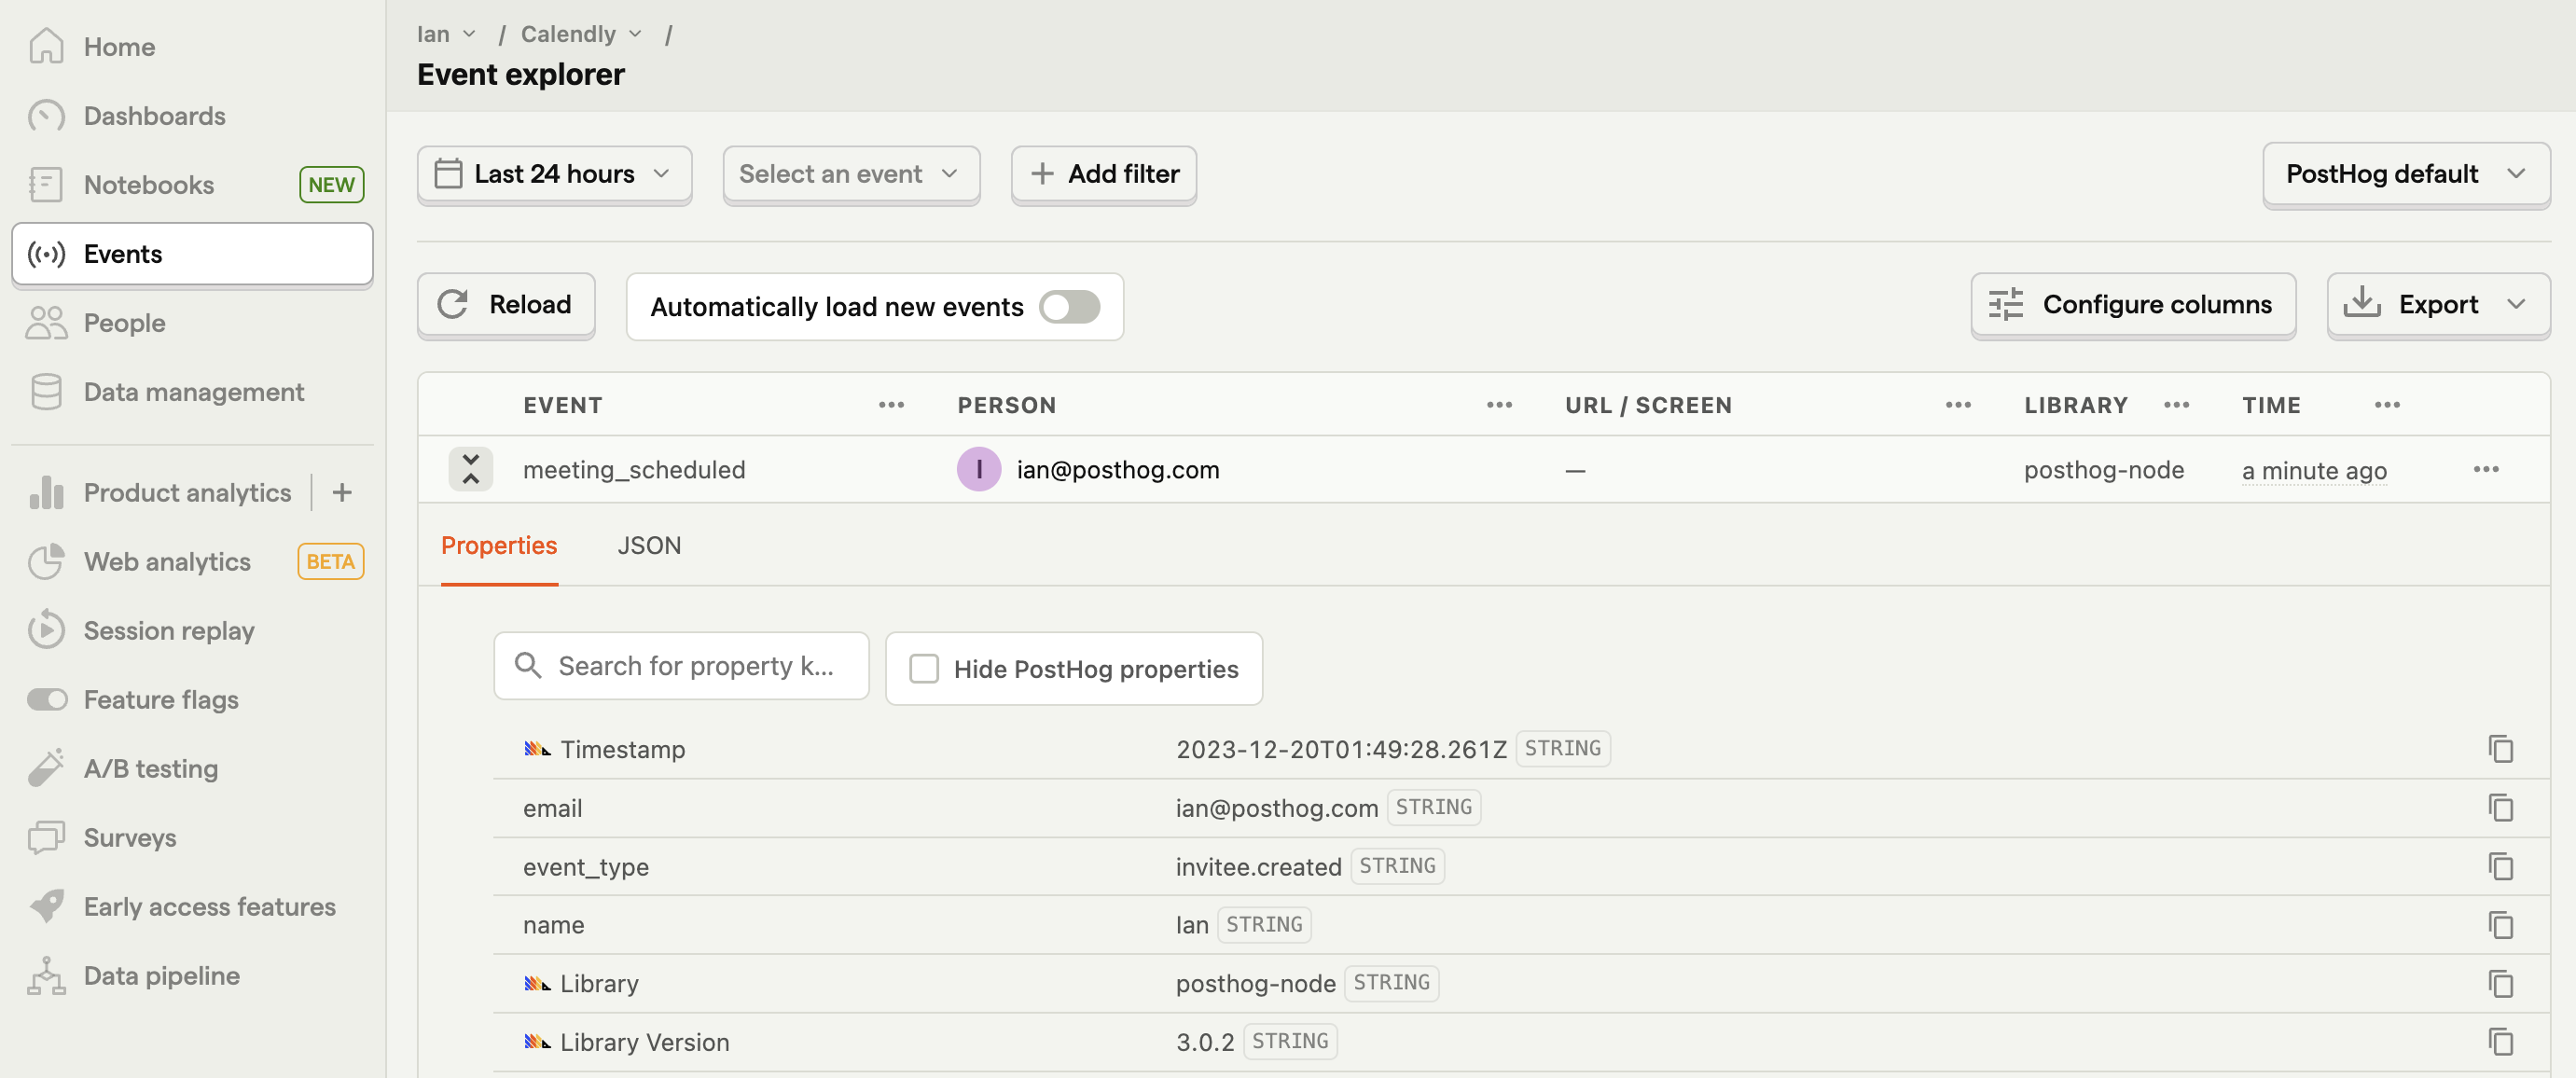 Home
Dashboards
Notebooks NEW
Events
People
Data management
Product analytics +
Web analytics BETA
Session replay
Feature flags
A/B testing
Surveys
Early access features
Data pipeline
Ian / Calendly /
Event explorer
Last 24 hours Select an event + Add filter PostHog default
Reload Automatically load new events Configure columns Export
EVENT ••• PERSON ••• URL / SCREEN ••• LIBRARY ••• TIME •••
meeting_scheduled I ian@posthog.com — posthog-node a minute ago •••
Properties JSON
Search for property k... Hide PostHog properties
Timestamp 2023-12-20T01:49:28.261Z STRING
email ian@posthog.com STRING
event_type invitee.created STRING
name Ian STRING
Library posthog-node STRING
Library Version 3.0.2 STRING